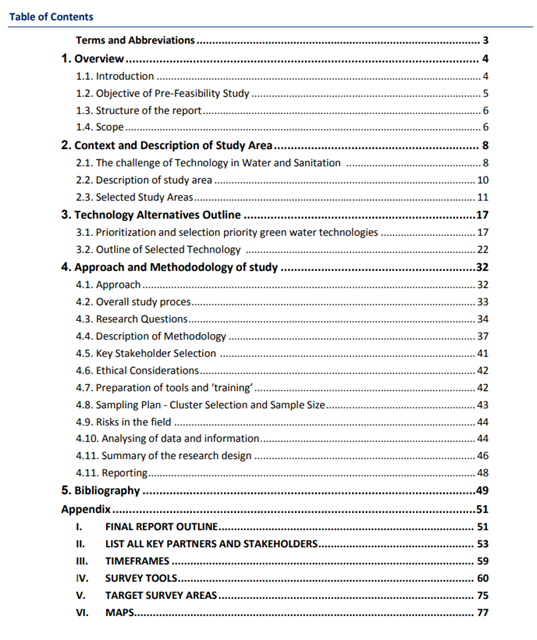 Table of Contents
Terms and Abbreviations ........ 3
1. Overview ........ 4
1.1. Introduction ........ 4
1.2. Objective of Pre-Feasibility Study ........ 5
1.3. Structure of the report ........ 6
1.4. Scope ........ 6
2. Context and Description of Study Area ........ 8
2.1. The challenge of Technology in Water and Sanitation ........ 8
2.2. Description of study area ........ 10
2.3. Selected Study Areas ........ 11
3. Technology Alternatives Outline ........ 17
3.1. Prioritization and selection priority green water technologies ........ 17
3.2. Outline of Selected Technology ........ 22
4. Approach and Methododology of study ........ 32
4.1. Approach ........ 32
4.2. Overall study proces ........ 33
4.3. Research Questions ........ 34
4.4. Description of Methodology ........ 37
4.5. Key Stakeholder Selection ........ 41
4.6. Ethical Considerations ........ 42
4.7. Preparation of tools and ‘training’ ........ 42
4.8. Sampling Plan - Cluster Selection and Sample Size ........ 43
4.9. Risks in the field ........ 44
4.10. Analysing of data and information ........ 44
4.11. Summary of the research design ........ 46
4.11. Reporting ........ 48
5. Bibliography ........ 49
Appendix ........ 51
I. FINAL REPORT OUTLINE ........ 51
II. LIST ALL KEY PARTNERS AND STAKEHOLDERS ........ 53
III. TIMEFRAMES ........ 59
IV. SURVEY TOOLS ........ 60
V. TARGET SURVEY AREAS ........ 75
VI. MAPS ........ 77